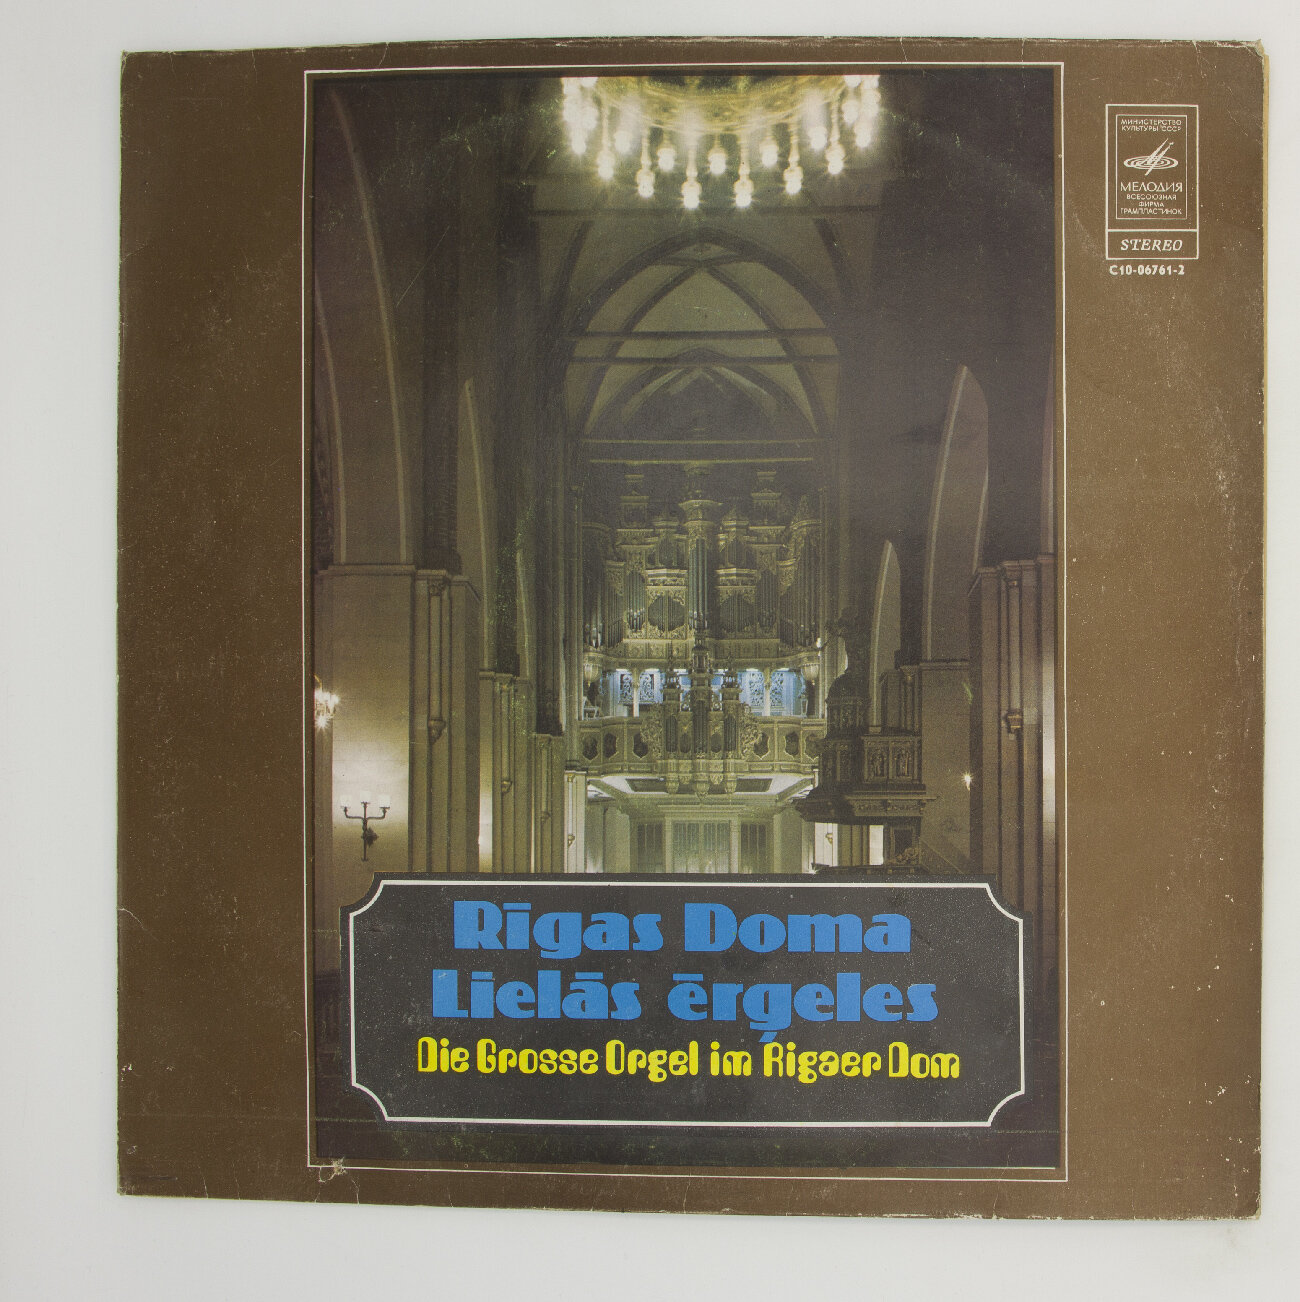 МИНИСТЕРСТВО
КУЛЬТУРЫ СССР
МЕЛОДИЯ
ВСЕСОЮЗНАЯ
ФИРМА
ГРАМПЛАСТИНОК
STEREO
С10-06761-2
Rīgas Doma
Lielās ērģeles
Die Grosse Orgel im Rigaer Dom